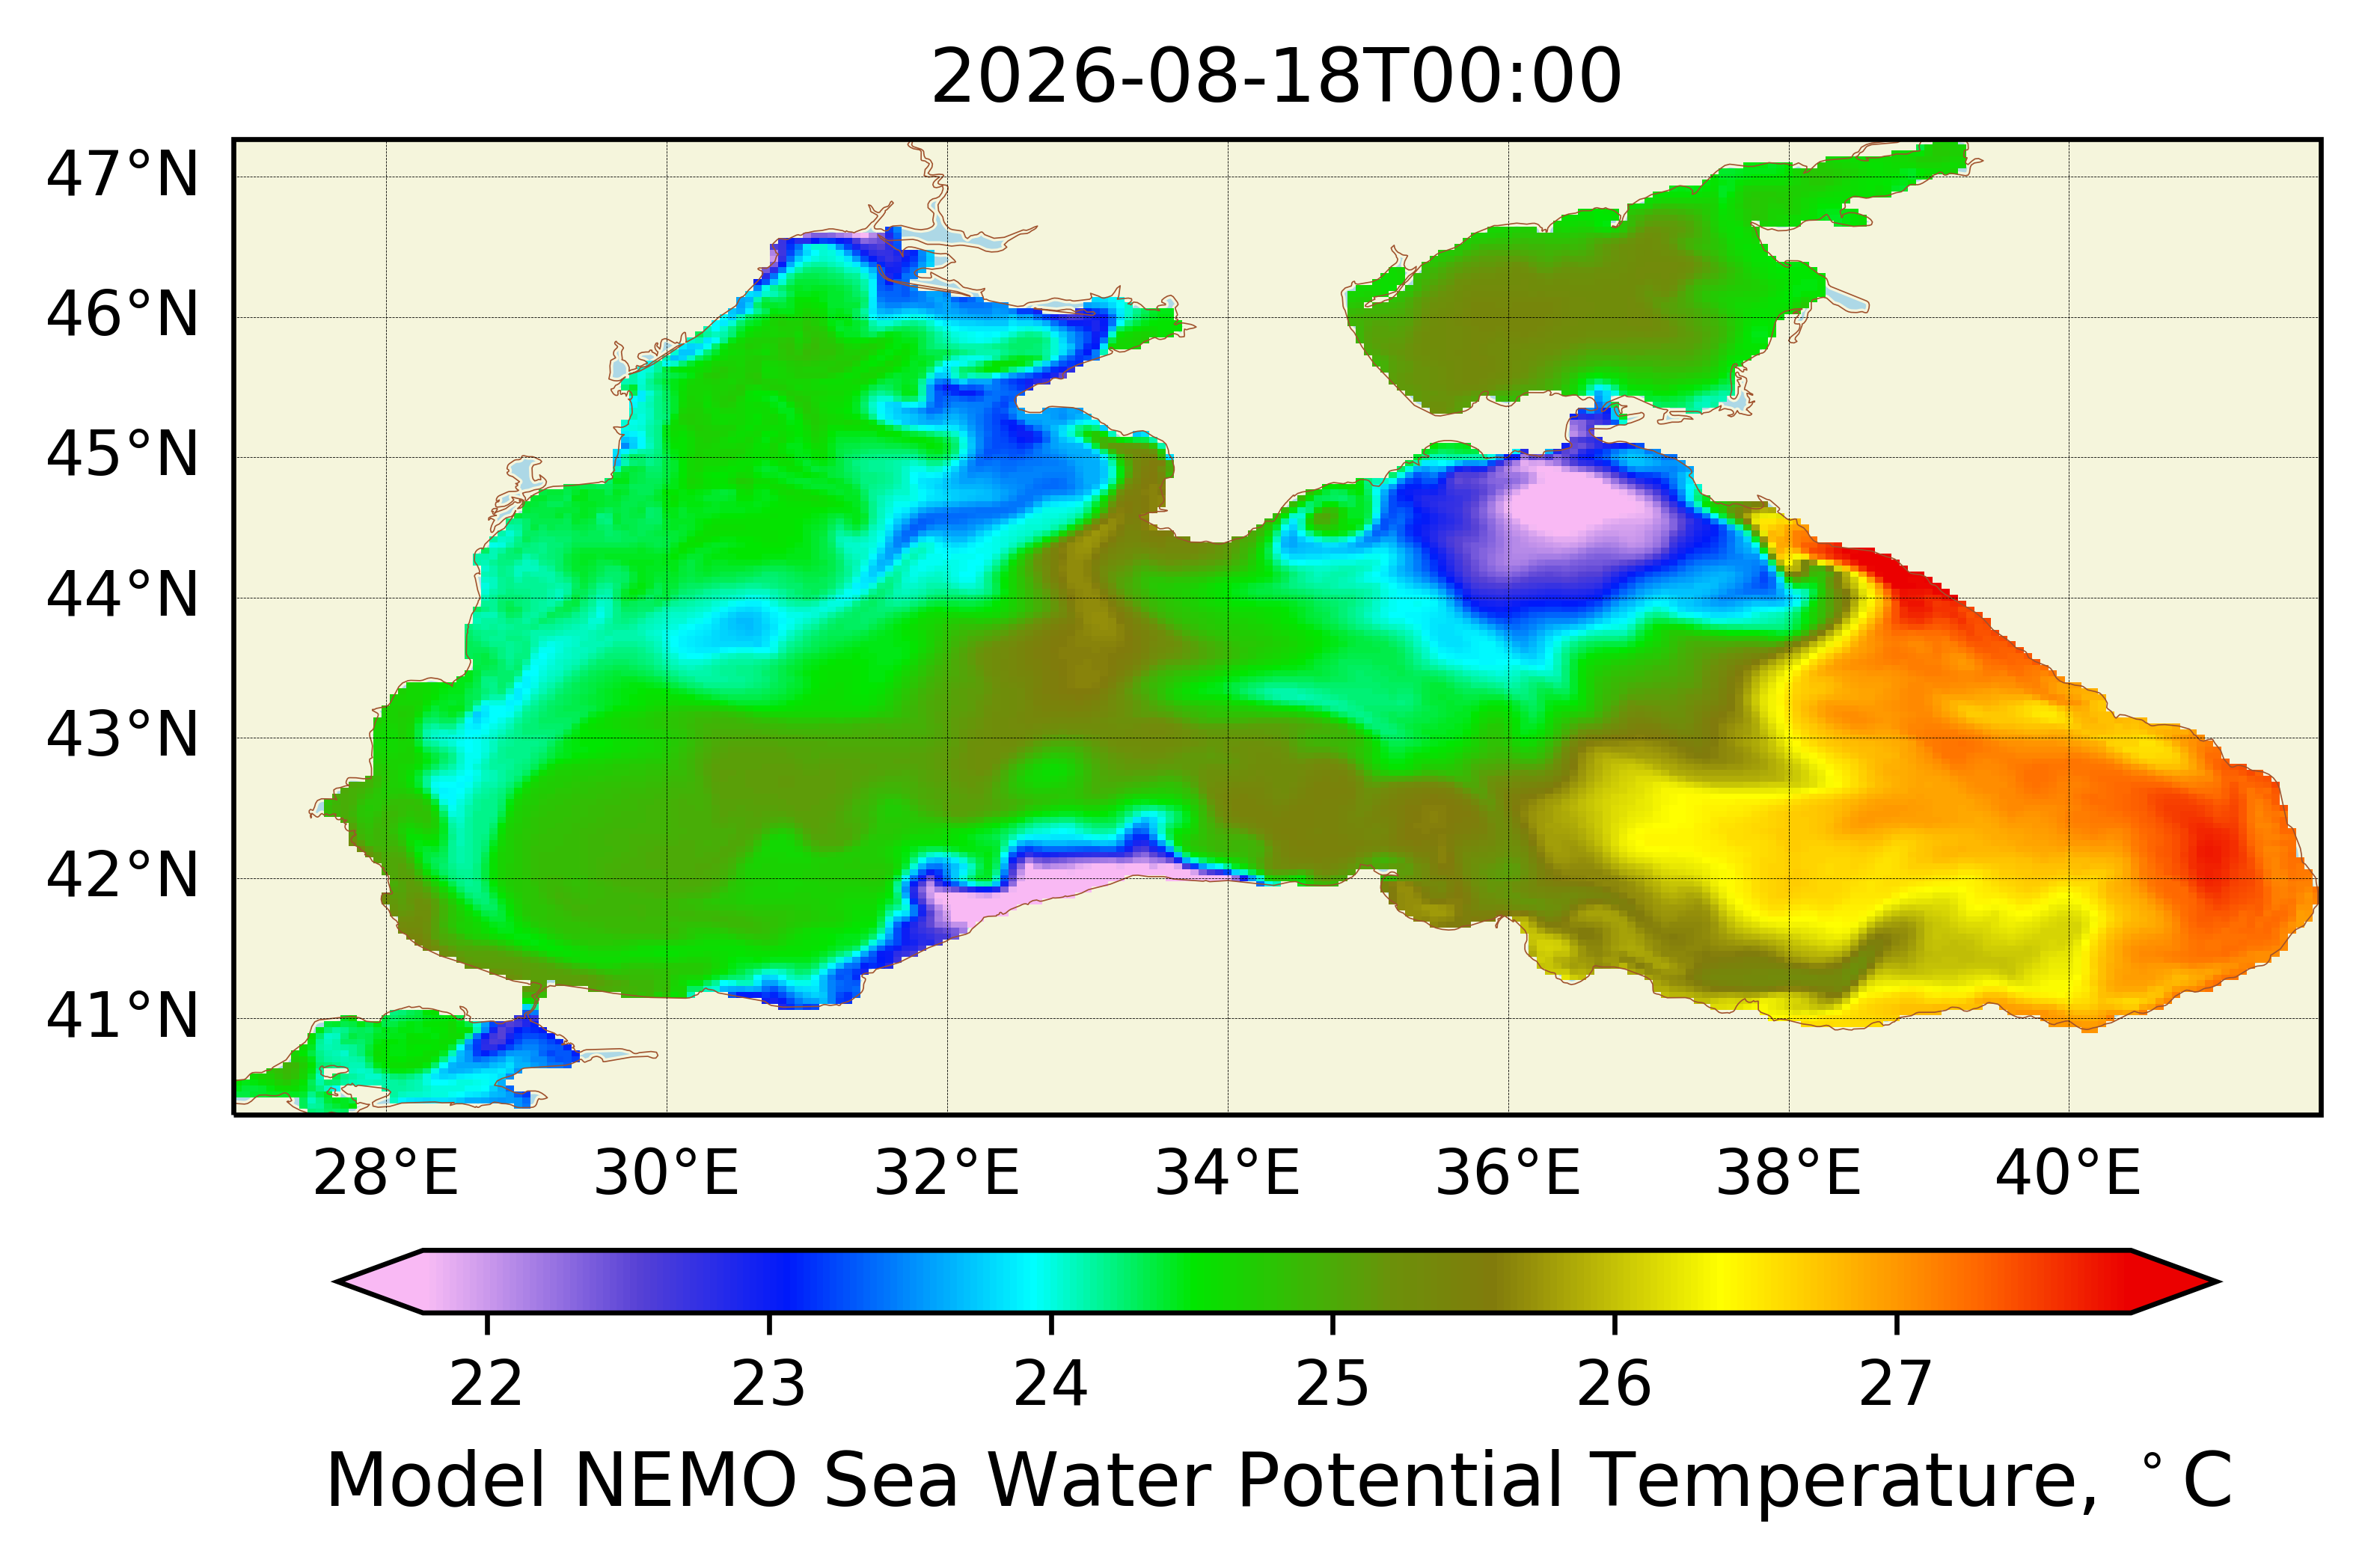 2026-08-18T00:00
47°N
46°N
45°N
44°N
43°N
42°N
41°N
28°E 30°E 32°E 34°E 36°E 38°E 40°E
22 23 24 25 26 27
Model NEMO Sea Water Potential Temperature, °C